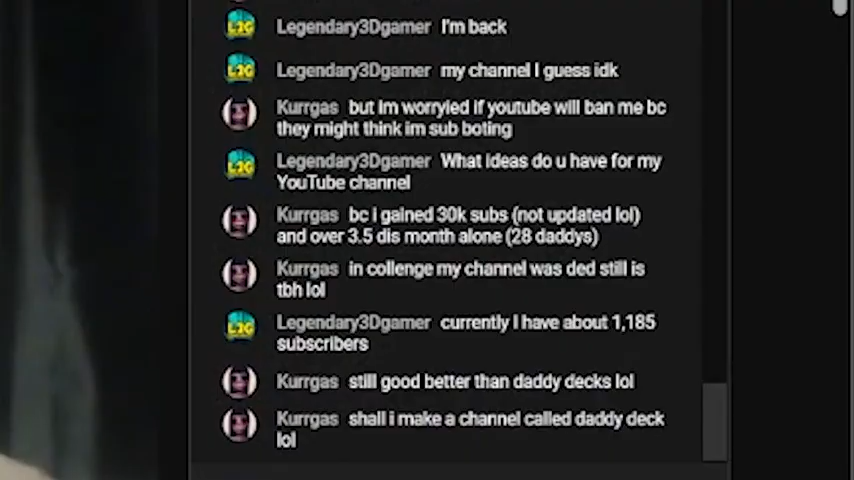 Legendary3Dgamer I'm back
Legendary3Dgamer my channel I guess idk
Kurrgas but im worryied if youtube will ban me bc
they might think im sub boting
Legendary3Dgamer What ideas do u have for my
YouTube channel
Kurrgas bc i gained 30k subs (not updated lol)
and over 3.5 dis month alone (28 daddys)
Kurrgas in collenge my channel was ded still is
tbh lol
Legendary3Dgamer currently I have about 1,185
subscribers
Kurrgas still good better than daddy decks lol
Kurrgas shall i make a channel called daddy deck
lol